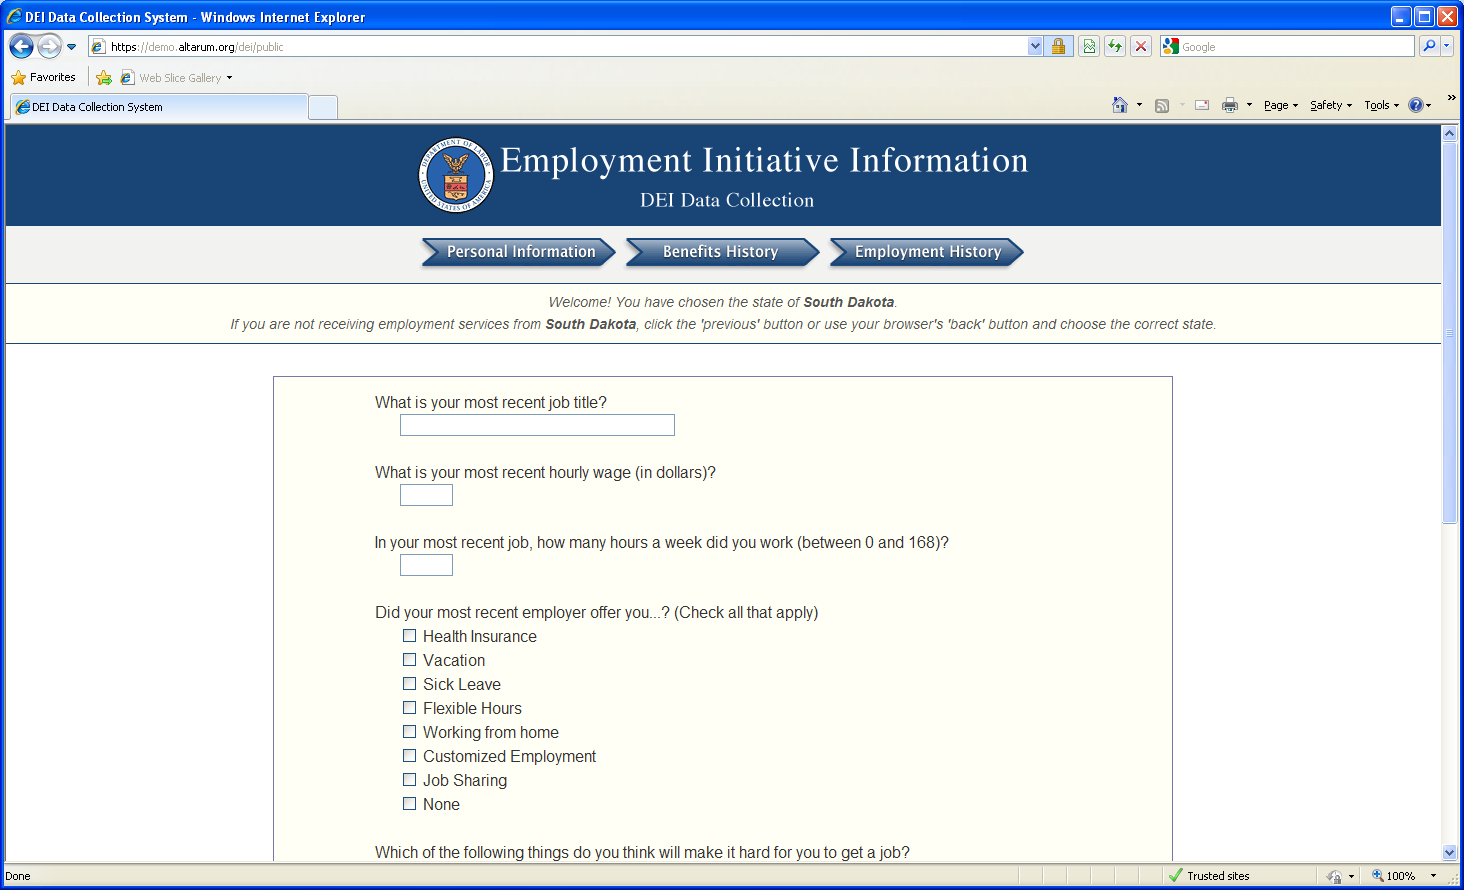 DEI Data Collection System - Windows Internet Explorer
https://demo.altarum.org/dei/public
Google
Favorites
Web Slice Gallery
DEI Data Collection System
Page
Safety
Tools
DEPARTMENT OF LABOR
UNITED STATES OF AMERICA
Employment Initiative Information
DEI Data Collection
Personal Information
Benefits History
Employment History
Welcome! You have chosen the state of South Dakota.
If you are not receiving employment services from South Dakota, click the 'previous' button or use your browser's 'back' button and choose the correct state.
What is your most recent job title?
What is your most recent hourly wage (in dollars)?
In your most recent job, how many hours a week did you work (between 0 and 168)?
Did your most recent employer offer you...? (Check all that apply)
Health Insurance
Vacation
Sick Leave
Flexible Hours
Working from home
Customized Employment
Job Sharing
None
Which of the following things do you think will make it hard for you to get a job?
Done
Trusted sites
100%